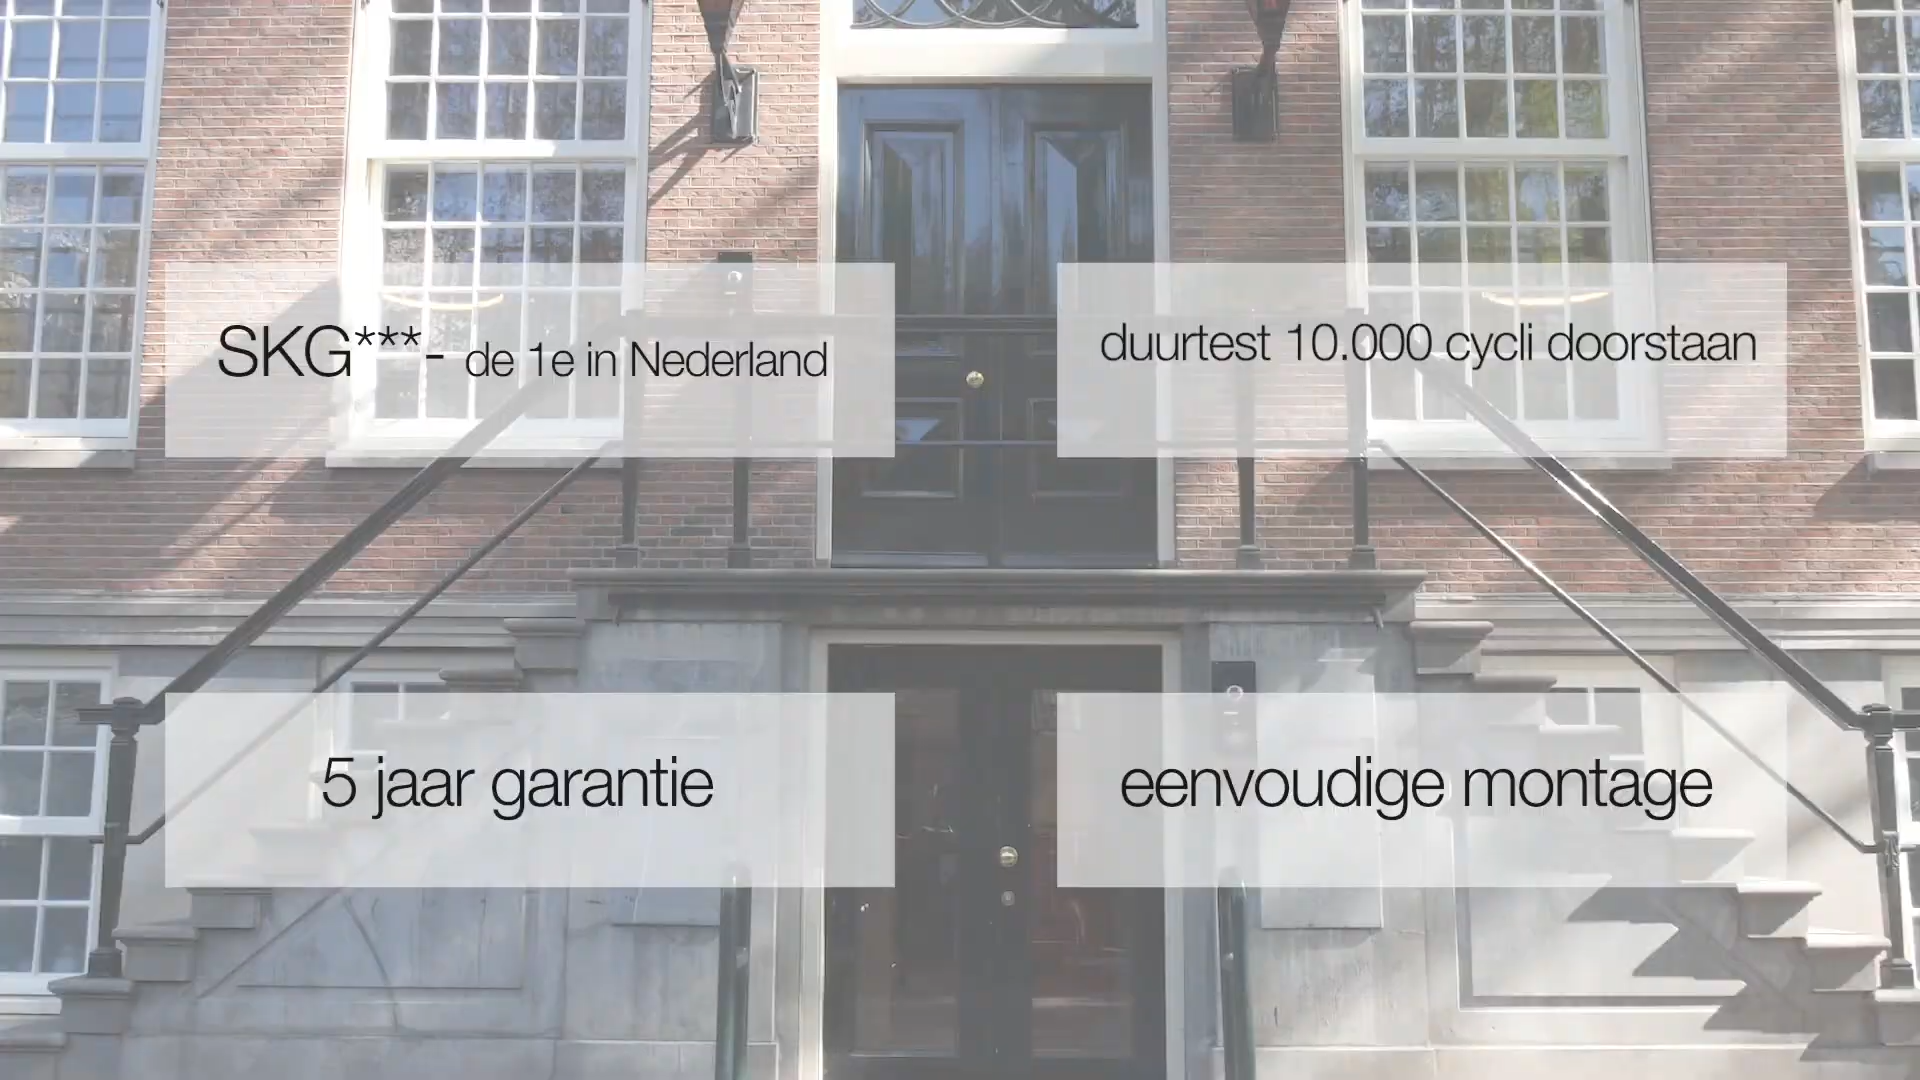 SKG***- de 1e in Nederland
duurtest 10.000 cycli doorstaan
5 jaar garantie
eenvoudige montage